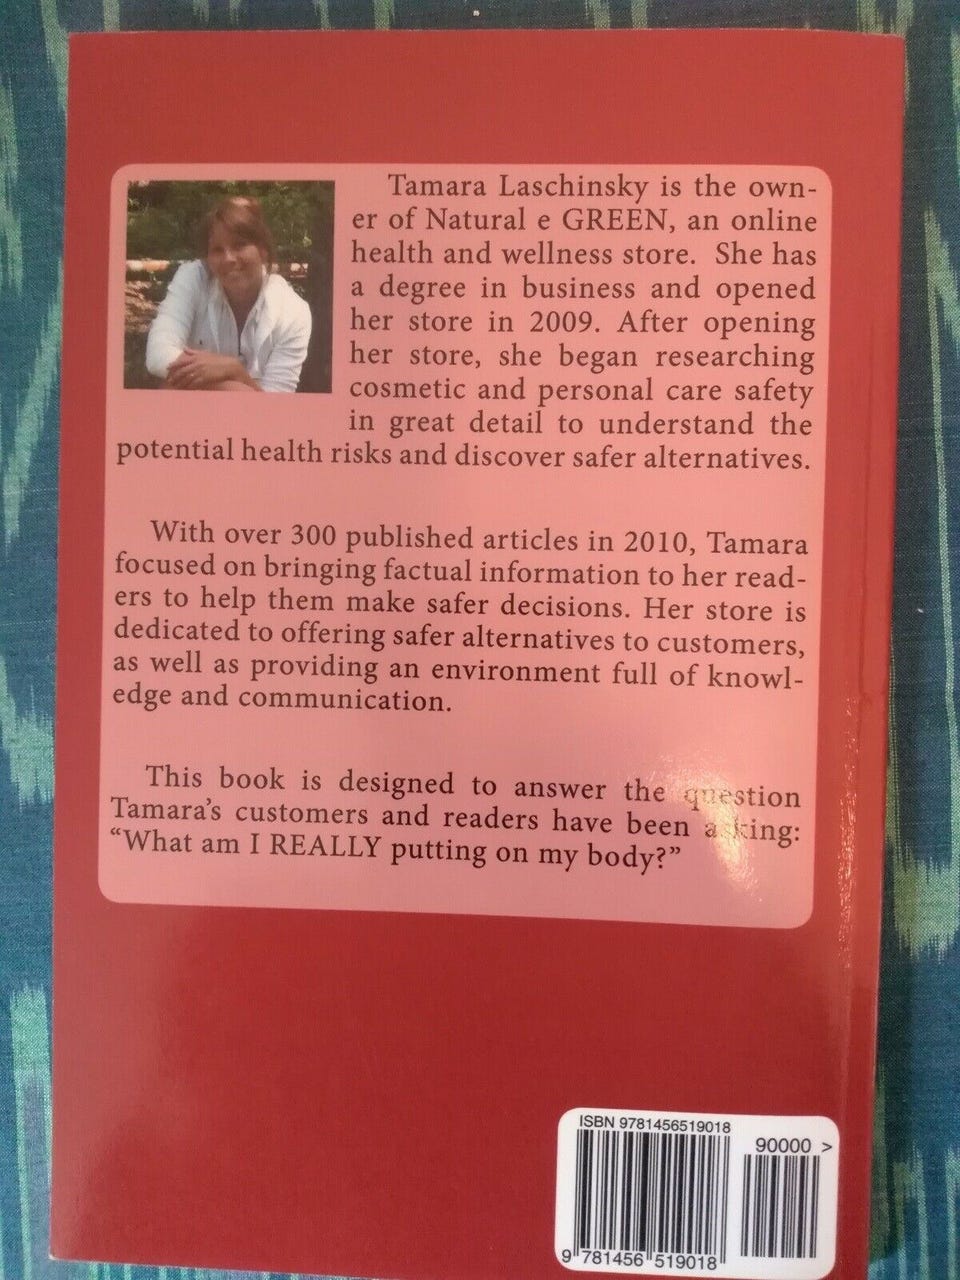 Tamara Laschinsky is the own-
er of Natural e GREEN, an online
health and wellness store. She has
a degree in business and opened
her store in 2009. After opening
her store, she began researching
cosmetic and personal care safety
in great detail to understand the
potential health risks and discover safer alternatives.
With over 300 published articles in 2010, Tamara
focused on bringing factual information to her read-
ers to help them make safer decisions. Her store is
dedicated to offering safer alternatives to customers,
as well as providing an environment full of knowl-
edge and communication.
This book is designed to answer the question
Tamara's customers and readers have been asking:
“What am I REALLY putting on my body?”
ISBN 9781456519018
90000 >
9 781456 519018